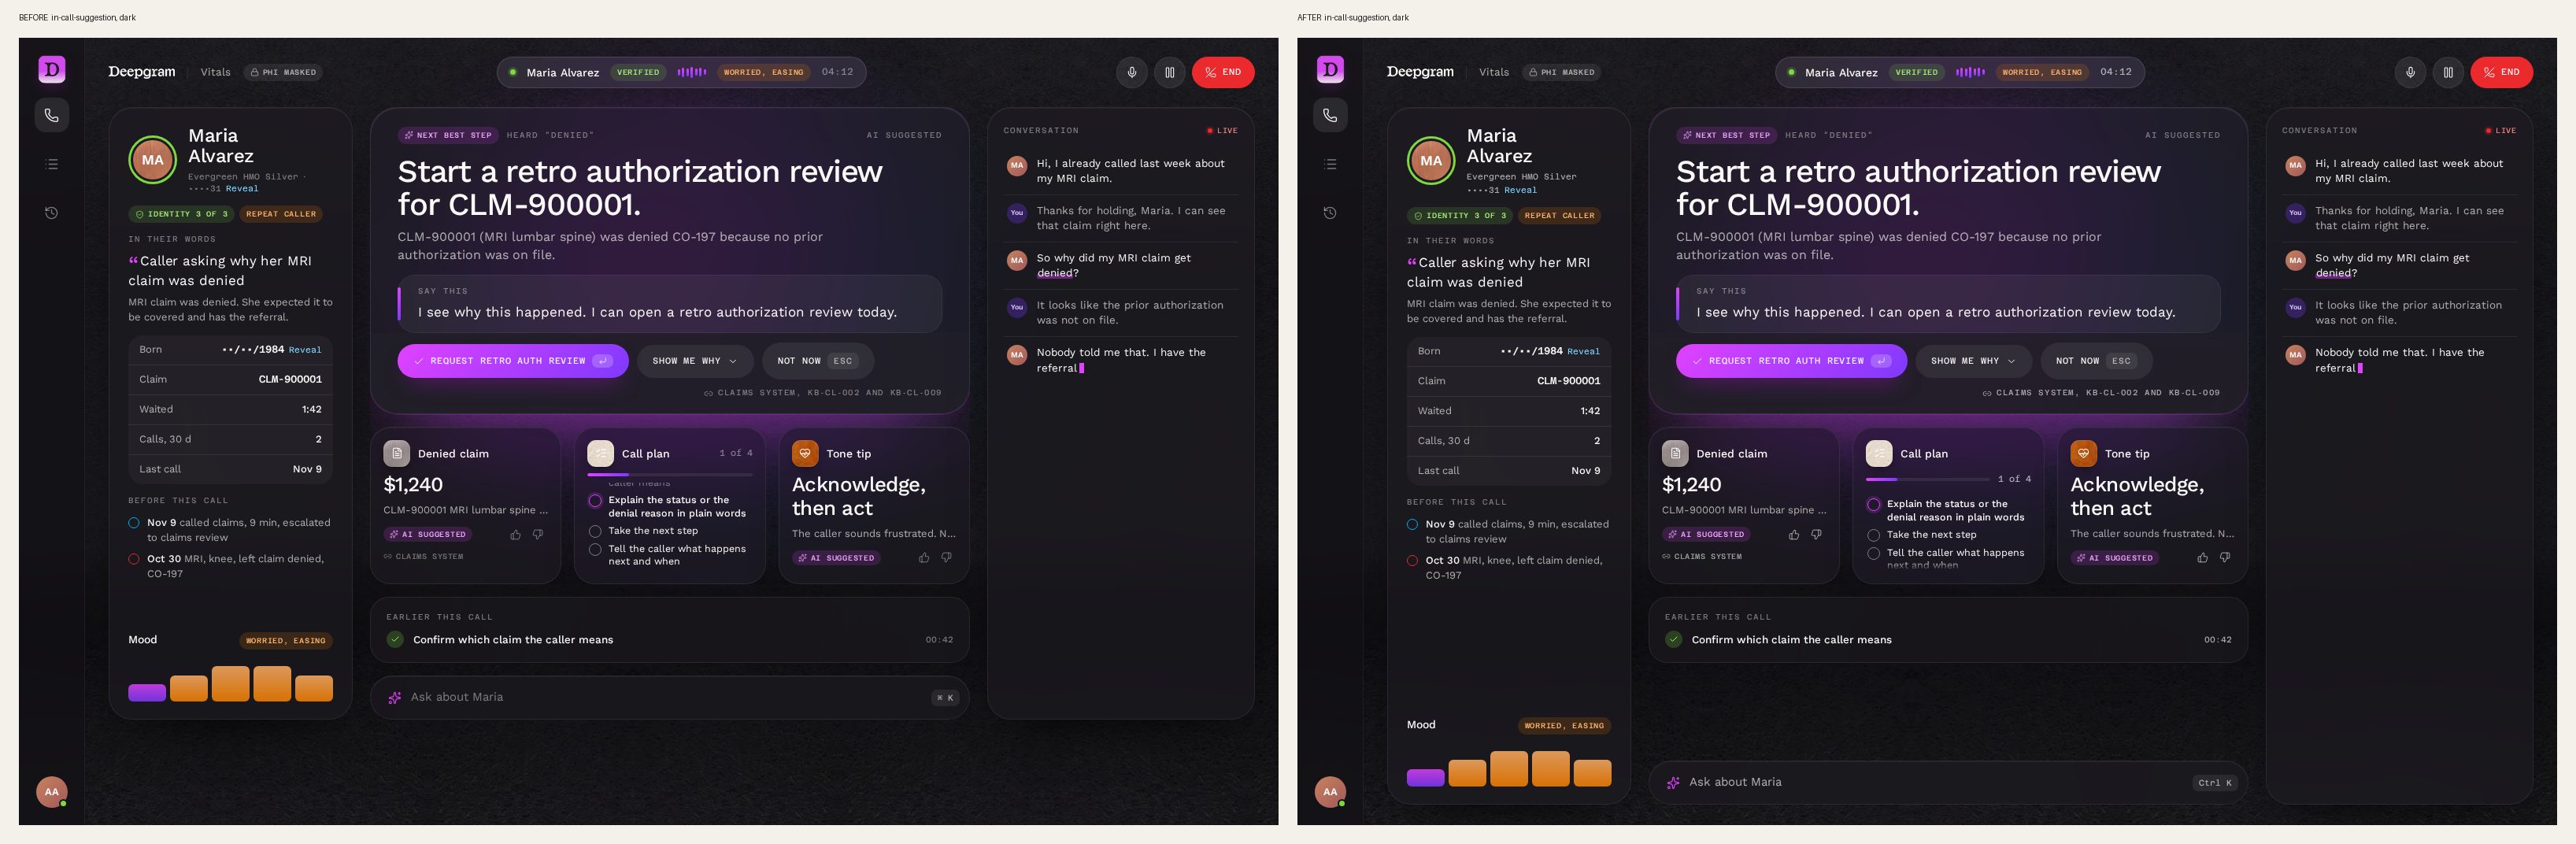 BEFORE in-call-suggestion, dark
D
Deepgram
Vitals
PHI MASKED
Maria Alvarez
VERIFIED
WORRIED, EASING
04:12
END
MA
Maria
Alvarez
Evergreen HMO Silver ·
••••31 Reveal
IDENTITY 3 OF 3
REPEAT CALLER
IN THEIR WORDS
“Caller asking why her MRI
claim was denied
MRI claim was denied. She expected it to
be covered and has the referral.
Born ••/••/1984 Reveal
Claim CLM-900001
Waited 1:42
Calls, 30 d 2
Last call Nov 9
BEFORE THIS CALL
Nov 9 called claims, 9 min, escalated
to claims review
Oct 30 MRI, knee, left claim denied,
CO-197
Mood
WORRIED, EASING
AA
NEXT BEST STEP
HEARD "DENIED"
AI SUGGESTED
Start a retro authorization review
for CLM-900001.
CLM-900001 (MRI lumbar spine) was denied CO-197 because no prior
authorization was on file.
SAY THIS
I see why this happened. I can open a retro authorization review today.
REQUEST RETRO AUTH REVIEW
SHOW ME WHY
NOT NOW ESC
CLAIMS SYSTEM, KB-CL-002 AND KB-CL-009
Denied claim
$1,240
CLM-900001 MRI lumbar spine ...
AI SUGGESTED
CLAIMS SYSTEM
Call plan
1 of 4
caller means
Explain the status or the
denial reason in plain words
Take the next step
Tell the caller what happens
next and when
Tone tip
Acknowledge,
then act
The caller sounds frustrated. N...
AI SUGGESTED
EARLIER THIS CALL
Confirm which claim the caller means
00:42
Ask about Maria
⌘ K
CONVERSATION
LIVE
MA
Hi, I already called last week about
my MRI claim.
You
Thanks for holding, Maria. I can see
that claim right here.
MA
So why did my MRI claim get
denied?
You
It looks like the prior authorization
was not on file.
MA
Nobody told me that. I have the
referral
AFTER in-call-suggestion, dark
D
Deepgram
Vitals
PHI MASKED
Maria Alvarez
VERIFIED
WORRIED, EASING
04:12
END
MA
Maria
Alvarez
Evergreen HMO Silver
••••31 Reveal
IDENTITY 3 OF 3
REPEAT CALLER
IN THEIR WORDS
“Caller asking why her MRI
claim was denied
MRI claim was denied. She expected it to
be covered and has the referral.
Born ••/••/1984 Reveal
Claim CLM-900001
Waited 1:42
Calls, 30 d 2
Last call Nov 9
BEFORE THIS CALL
Nov 9 called claims, 9 min, escalated
to claims review
Oct 30 MRI, knee, left claim denied,
CO-197
Mood
WORRIED, EASING
AA
NEXT BEST STEP
HEARD "DENIED"
AI SUGGESTED
Start a retro authorization review
for CLM-900001.
CLM-900001 (MRI lumbar spine) was denied CO-197 because no prior
authorization was on file.
SAY THIS
I see why this happened. I can open a retro authorization review today.
REQUEST RETRO AUTH REVIEW
SHOW ME WHY
NOT NOW ESC
CLAIMS SYSTEM, KB-CL-002 AND KB-CL-009
Denied claim
$1,240
CLM-900001 MRI lumbar spine ...
AI SUGGESTED
CLAIMS SYSTEM
Call plan
1 of 4
Explain the status or the
denial reason in plain words
Take the next step
Tell the caller what happens
next and when
Tone tip
Acknowledge,
then act
The caller sounds frustrated. N...
AI SUGGESTED
EARLIER THIS CALL
Confirm which claim the caller means
00:42
Ask about Maria
Ctrl K
CONVERSATION
LIVE
MA
Hi, I already called last week about
my MRI claim.
You
Thanks for holding, Maria. I can see
that claim right here.
MA
So why did my MRI claim get
denied?
You
It looks like the prior authorization
was not on file.
MA
Nobody told me that. I have the
referral